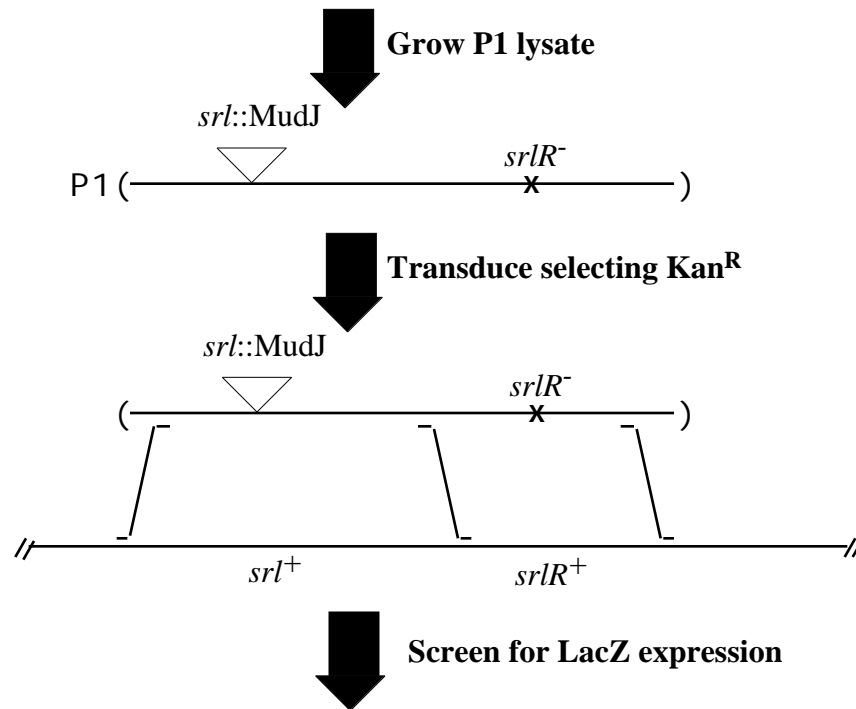 Grow P1 lysate
srl::MudJ
srlR-
P1 ( x )
Transduce selecting KanR
srl::MudJ
srlR-
( x )
srl+ srlR+
Screen for LacZ expression